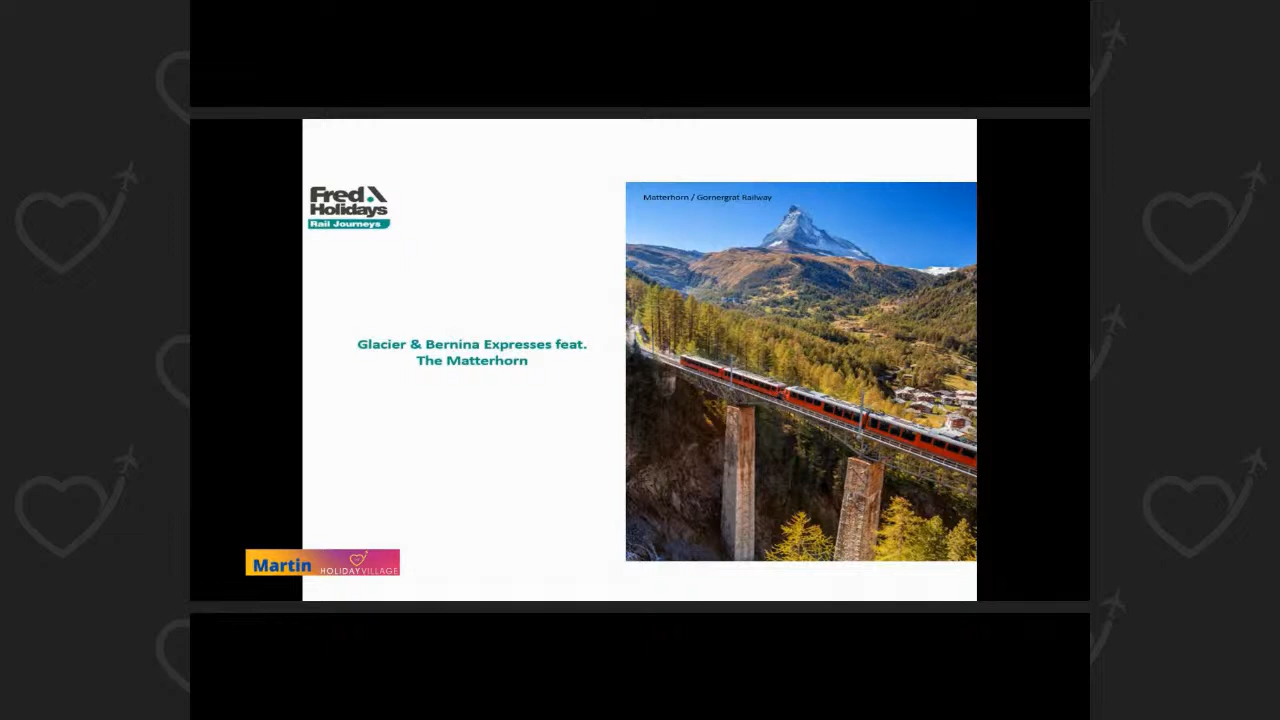 Fred.
Holidays
Rail Journeys
Matterhorn / Gornergrat Railway
Glacier & Bernina Expresses feat.
The Matterhorn
Martin
HOLIDAYVILLAGE